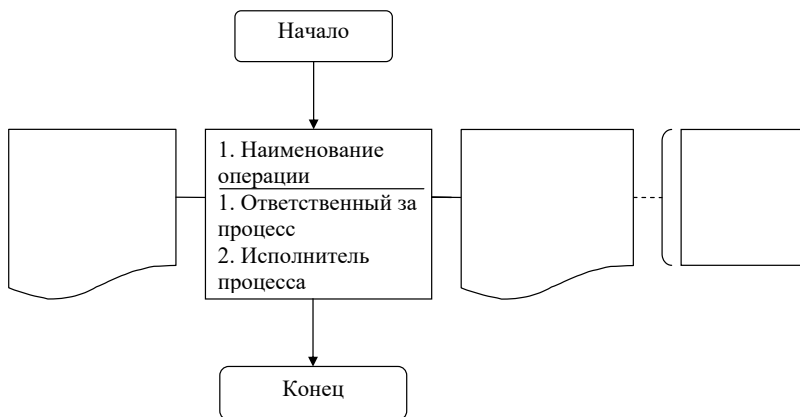 Начало
1. Наименование
операции
1. Ответственный за
процесс
2. Исполнитель
процесса
Конец